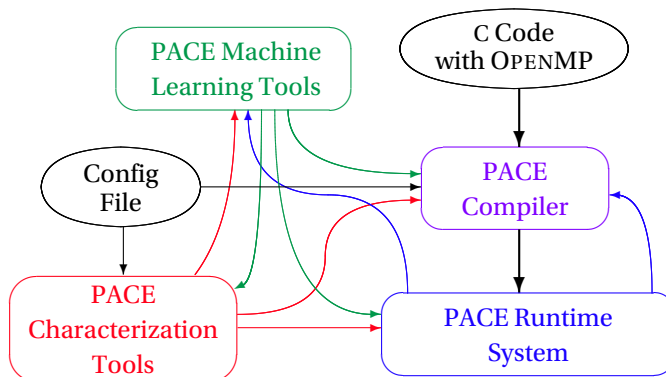 PACE Machine
Learning Tools
C Code
with OPENMP
Config
File
PACE
Compiler
PACE
Characterization
Tools
PACE Runtime
System